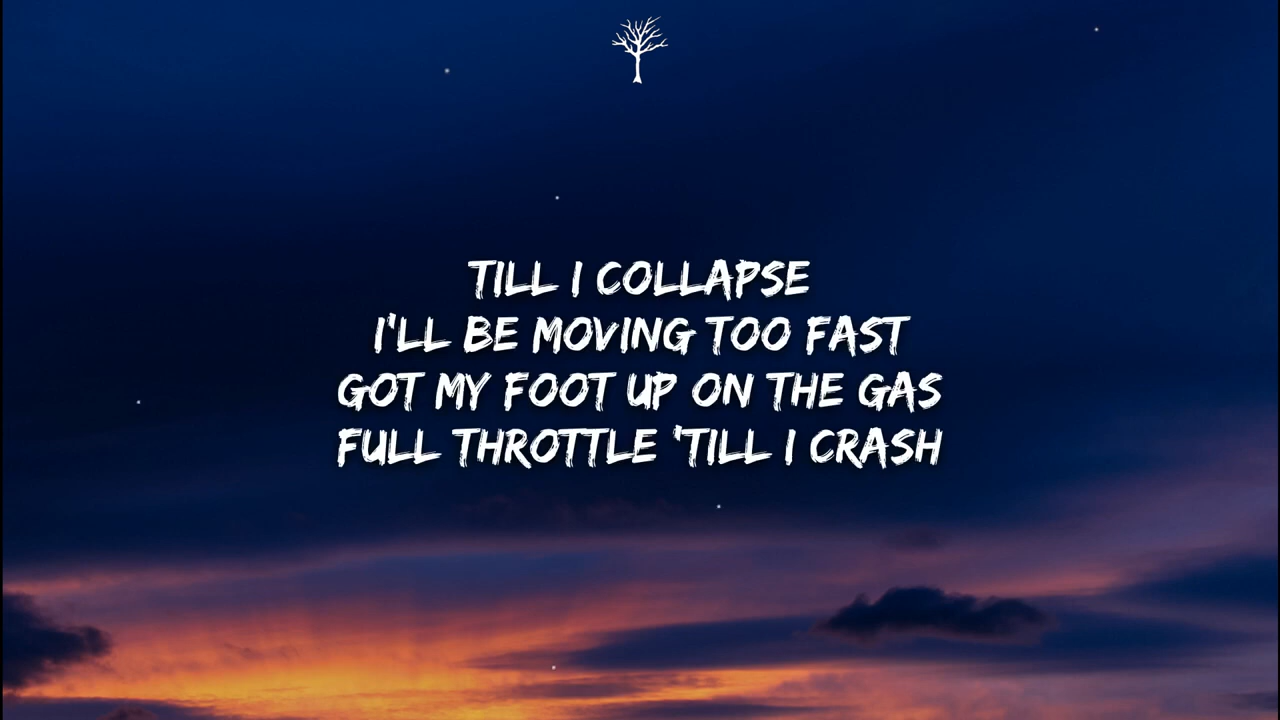 TILL I COLLAPSE
I'LL BE MOVING TOO FAST
GOT MY FOOT UP ON THE GAS
FULL THROTTLE 'TILL I CRASH